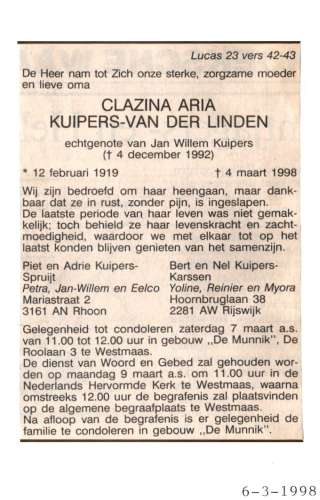 Lucas 23 vers 42-43
De Heer nam tot Zich onze sterke, zorgzame moeder
en lieve oma
CLAZINA ARIA
KUIPERS-VAN DER LINDEN
echtgenote van Jan Willem Kuipers
(† 4 december 1992)
* 12 februari 1919 † 4 maart 1998
Wij zijn bedroefd om haar heengaan, maar dank-
baar dat ze in rust, zonder pijn, is ingeslapen.
De laatste periode van haar leven was niet gemak-
kelijk; toch behield ze haar levenskracht en zacht-
moedigheid, waardoor we met elkaar tot op het
laatst konden blijven genieten van het samenzijn.
Piet en Adrie Kuipers-
Spruijt
Petra, Jan-Willem en Eelco
Mariastraat 2
3161 AN Rhoon
Bert en Nel Kuipers-
Karssen
Yoline, Reinier en Myora
Hoornbruglaan 38
2281 AW Rijswijk
Gelegenheid tot condoleren zaterdag 7 maart a.s.
van 11.00 tot 12.00 uur in gebouw „De Munnik”, De
Roolaan 3 te Westmaas.
De dienst van Woord en Gebed zal gehouden wor-
den op maandag 9 maart a.s. om 11.00 uur in de
Nederlands Hervormde Kerk te Westmaas, waarna
omstreeks 12.00 uur de begrafenis zal plaatsvinden
op de algemene begraafplaats te Westmaas.
Na afloop van de begrafenis is er gelegenheid de
familie te condoleren in gebouw „De Munnik”.
6-3-1998